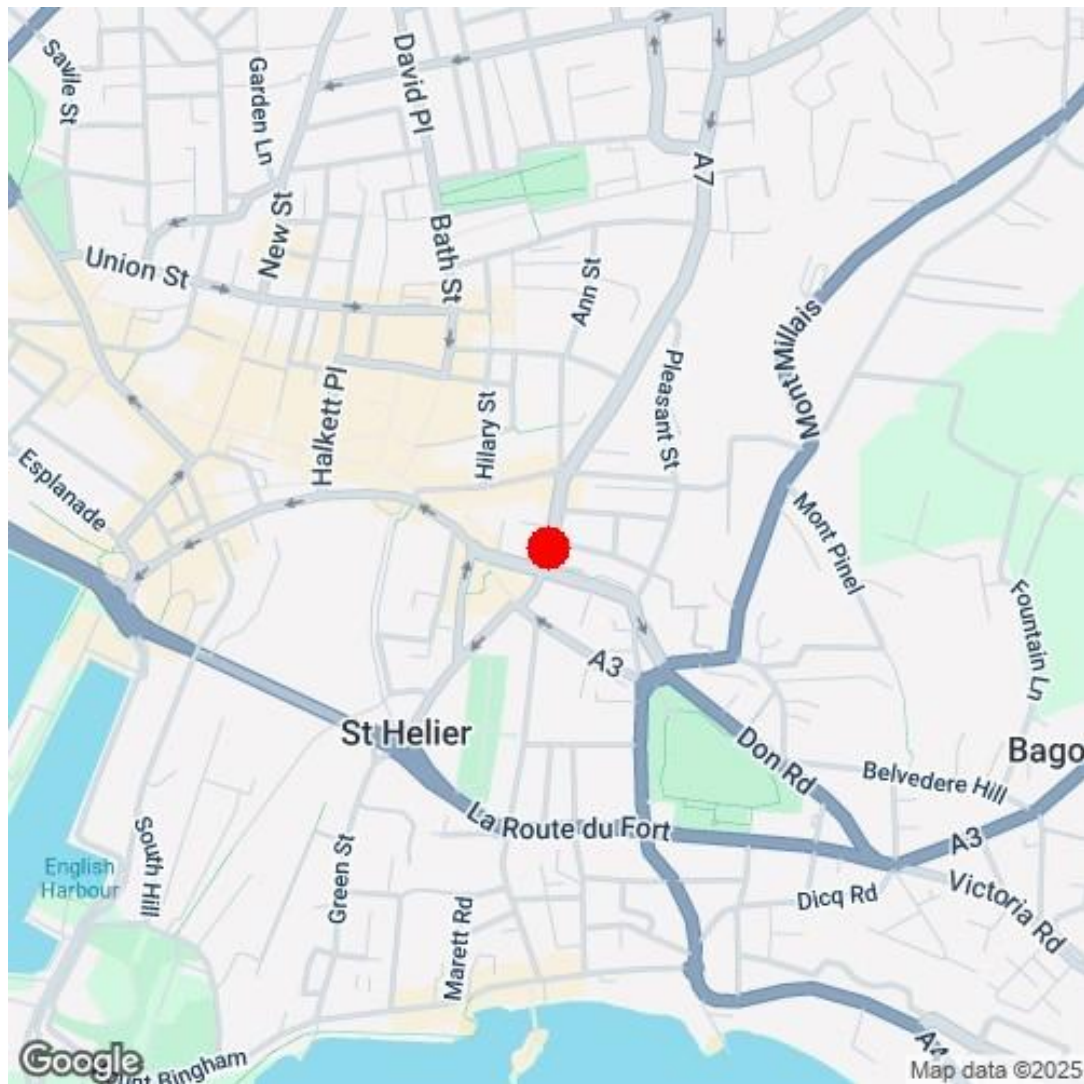 Savile St
Garden Ln
David Pl
A7
New St
Bath St
Union St
Ann St
Mont Millais
Pleasant St
Halkett Pl
Hilary St
Esplanade
Mont Pinel
Fountain Ln
A3
St Helier
Don Rd
Bago
Belvedere Hill
La Route du Fort
A3
South Hill
English
Harbour
Green St
Dicq Rd
Victoria Rd
Marett Rd
A4
Google
unt Bingham
Map data ©2025